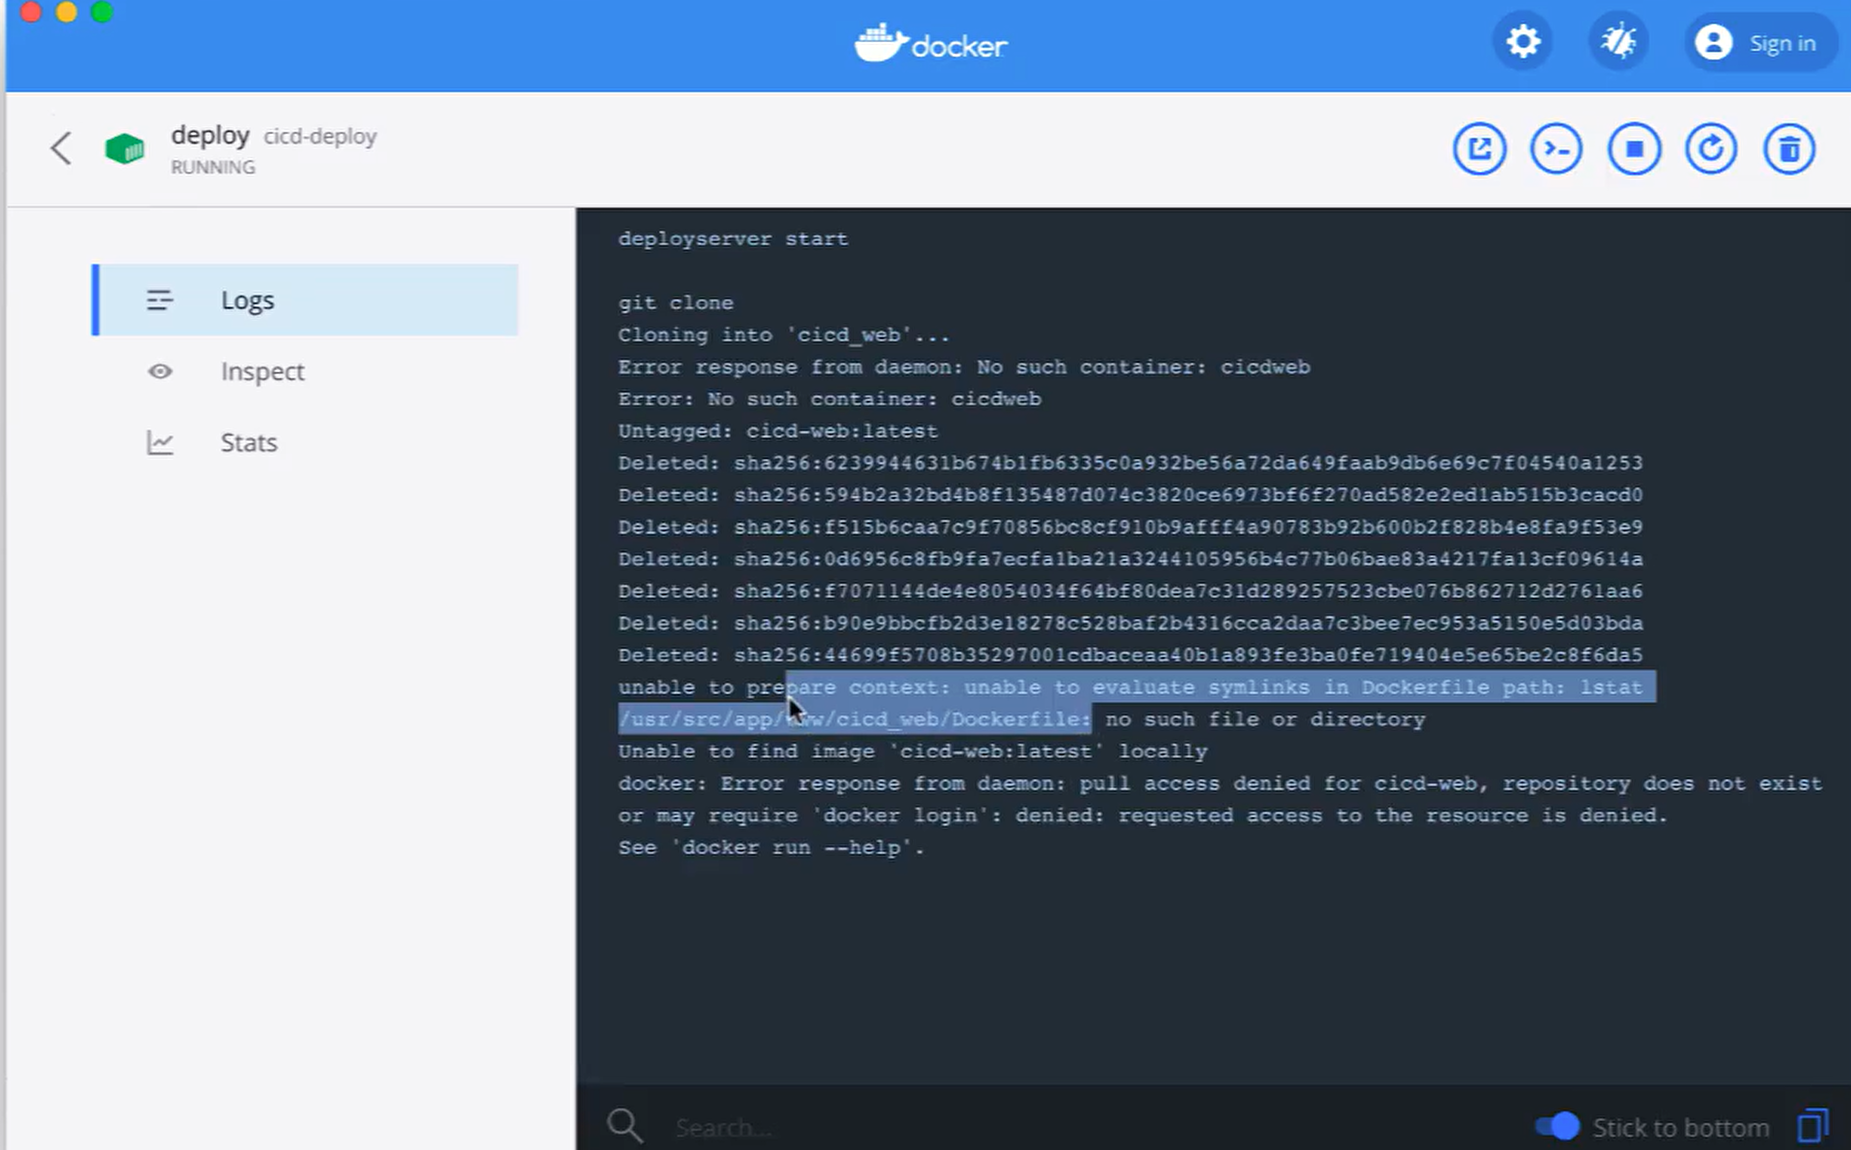 docker
Sign in
deploy cicd-deploy
RUNNING
Logs
Inspect
Stats
deployserver start
git clone
Cloning into 'cicd_web'...
Error response from daemon: No such container: cicdweb
Error: No such container: cicdweb
Untagged: cicd-web:latest
Deleted: sha256:6239944631b674b1fb6335c0a932be56a72da649faab9db6e69c7f04540a1253
Deleted: sha256:594b2a32bd4b8f135487d074c3820ce6973bf6f270ad582e2ed1ab515b3cacd0
Deleted: sha256:f515b6caa7c9f70856bc8cf910b9afff4a90783b92b600b2f828b4e8fa9f53e9
Deleted: sha256:0d6956c8fb9fa7ecfa1ba21a3244105956b4c77b06bae83a4217fa13cf09614a
Deleted: sha256:f7071144de4e8054034f64bf80dea7c31d289257523cbe076b862712d2761aa6
Deleted: sha256:b90e9bbcfb2d3e18278c528baf2b4316cca2daa7c3bee7ec953a5150e5d03bda
Deleted: sha256:44699f5708b35297001cdbaceaa40b1a893fe3ba0fe719404e5e65be2c8f6da5
unable to prepare context: unable to evaluate symlinks in Dockerfile path: lstat
/usr/src/app/www/cicd_web/Dockerfile: no such file or directory
Unable to find image 'cicd-web:latest' locally
docker: Error response from daemon: pull access denied for cicd-web, repository does not exist
or may require 'docker login': denied: requested access to the resource is denied.
See 'docker run --help'.
Search...
Stick to bottom